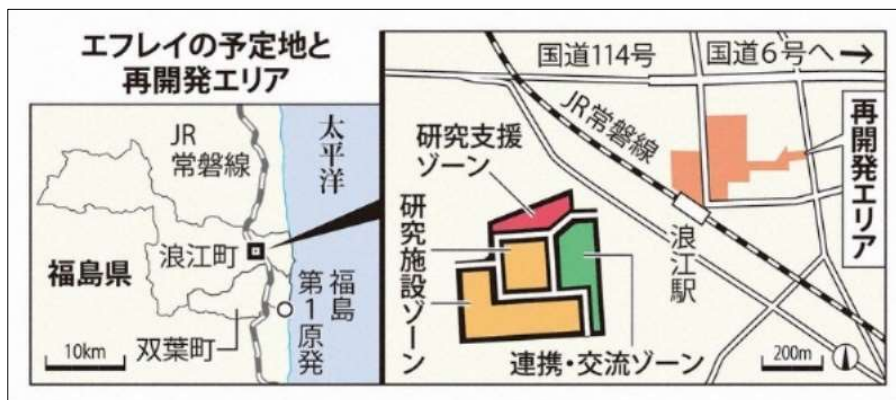 エフレイの予定地と
再開発エリア
JR
常磐線
太平洋
浪江町
福島県
福島
第1原発
双葉町
10km
国道114号
国道6号へ→
JR常磐線
再開発エリア
研究支援
ゾーン
研究施設ゾーン
浪江駅
連携・交流ゾーン
200m